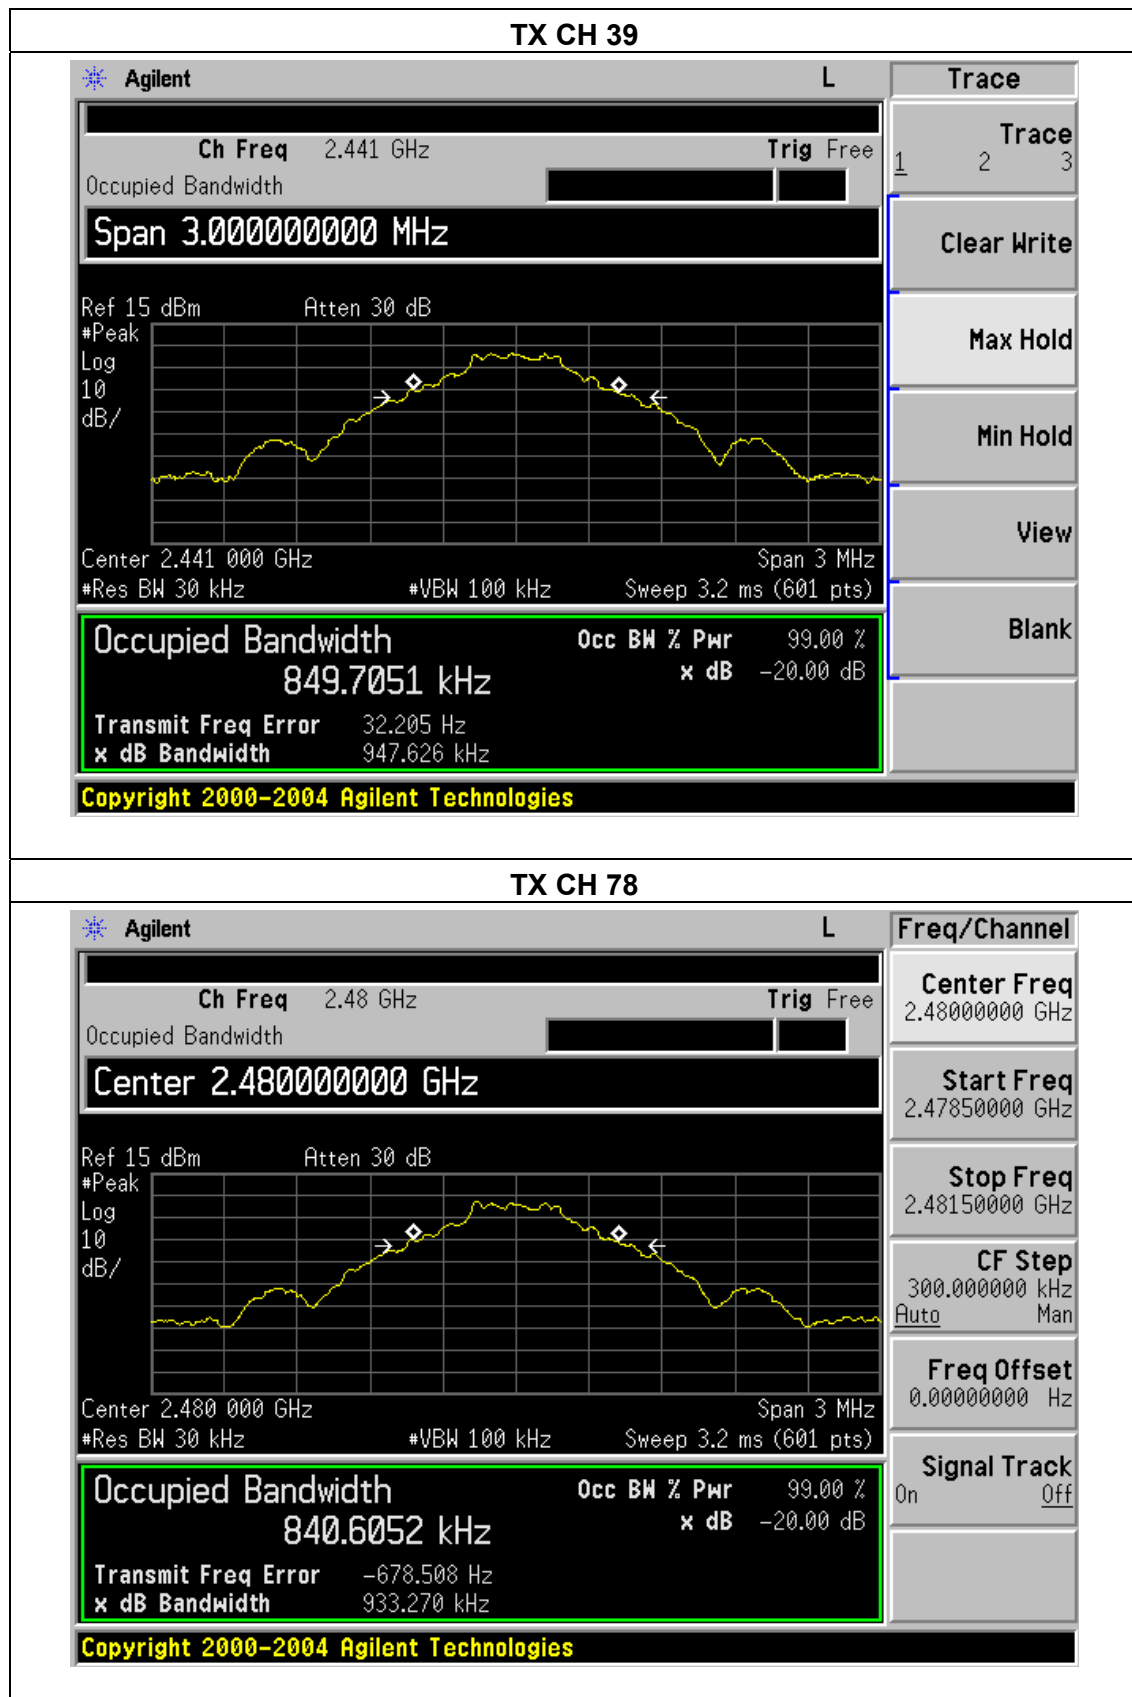 TX CH 39
Agilent L Trace
Ch Freq 2.441 GHz Trig Free
Occupied Bandwidth
Span 3.000000000 MHz
Ref 15 dBm Atten 30 dB
#Peak
Log
10
dB/
Center 2.441 000 GHz Span 3 MHz
#Res BW 30 kHz #VBW 100 kHz Sweep 3.2 ms (601 pts)
Occupied Bandwidth Occ BW % Pwr 99.00 %
849.7051 kHz x dB -20.00 dB
Transmit Freq Error 32.205 Hz
x dB Bandwidth 947.626 kHz
Copyright 2000-2004 Agilent Technologies
Trace
1 2 3
Clear Write
Max Hold
Min Hold
View
Blank
TX CH 78
Agilent L Freq/Channel
Ch Freq 2.48 GHz Trig Free
Occupied Bandwidth
Center 2.480000000 GHz
Ref 15 dBm Atten 30 dB
#Peak
Log
10
dB/
Center 2.480 000 GHz Span 3 MHz
#Res BW 30 kHz #VBW 100 kHz Sweep 3.2 ms (601 pts)
Occupied Bandwidth Occ BW % Pwr 99.00 %
840.6052 kHz x dB -20.00 dB
Transmit Freq Error -678.508 Hz
x dB Bandwidth 933.270 kHz
Copyright 2000-2004 Agilent Technologies
Center Freq
2.48000000 GHz
Start Freq
2.47850000 GHz
Stop Freq
2.48150000 GHz
CF Step
300.000000 kHz
Auto Man
Freq Offset
0.00000000 Hz
Signal Track
On Off